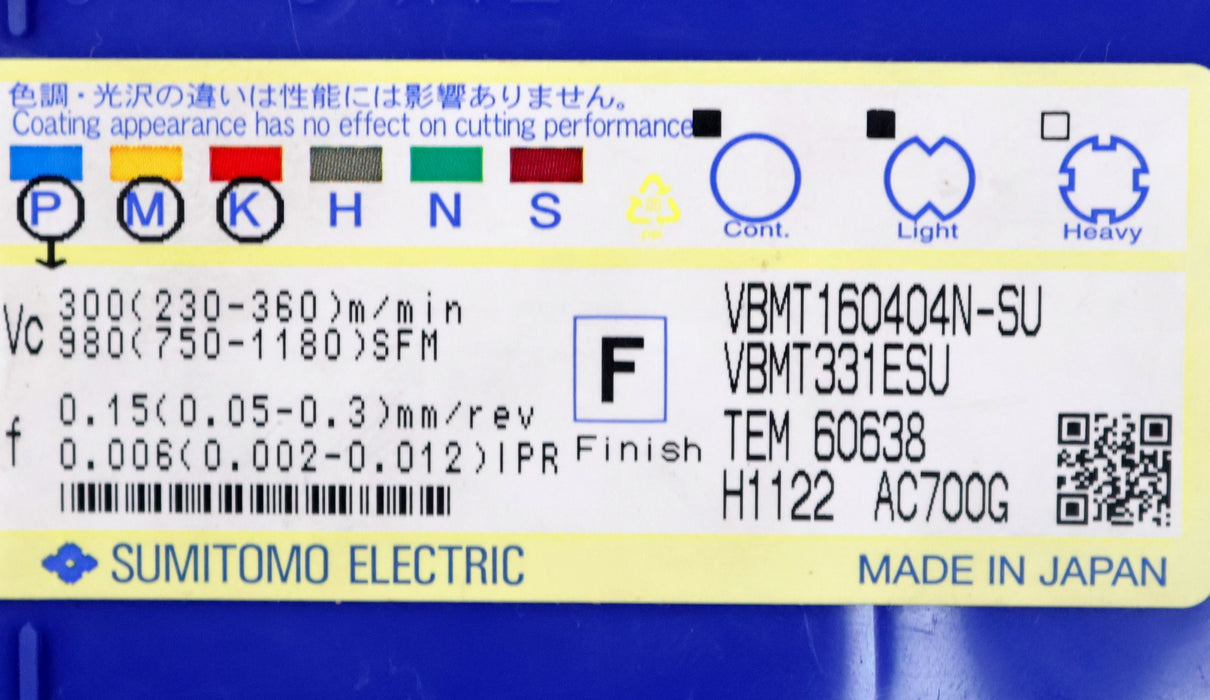 色調・光沢の違いは性能には影響ありません。
Coating appearance has no effect on cutting performance
P M K H N S
Cont. Light Heavy
Vc 300(230-360)m/min
980(750-1180)SFM
f 0.15(0.05-0.3)mm/rev
0.006(0.002-0.012)IPR
F
Finish
VBMT160404N-SU
VBMT331ESU
TEM 60638
H1122 AC700G
SUMITOMO ELECTRIC
MADE IN JAPAN